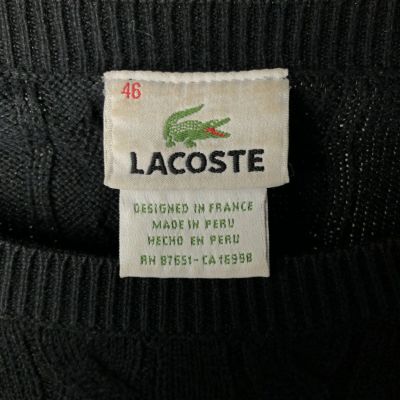 46
LACOSTE
DESIGNED IN FRANCE
MADE IN PERU
HECHO EN PERU
RN 87651-CA 16998